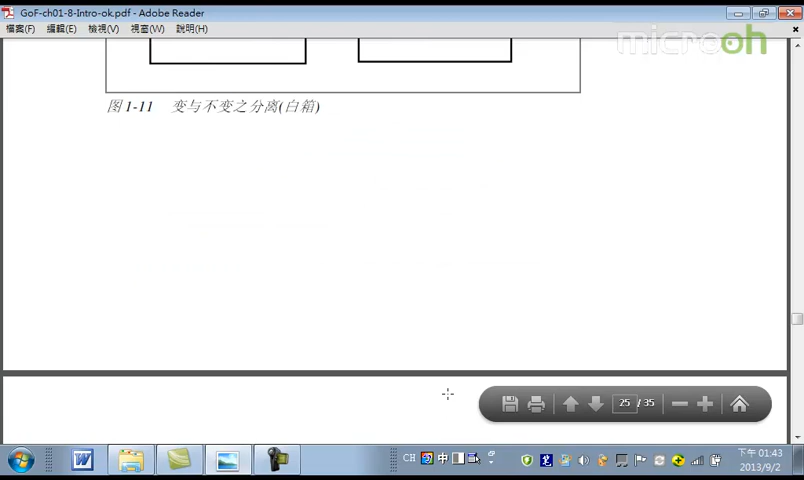 GoF-ch01-8-Intro-ok.pdf - Adobe Reader
檔案(F) 編輯(E) 檢視(V) 視窗(W) 說明(H)
microoh
图 1-11 变与不变之分离(白箱)
25 / 35
CH 中
下午 01:43
2013/9/2